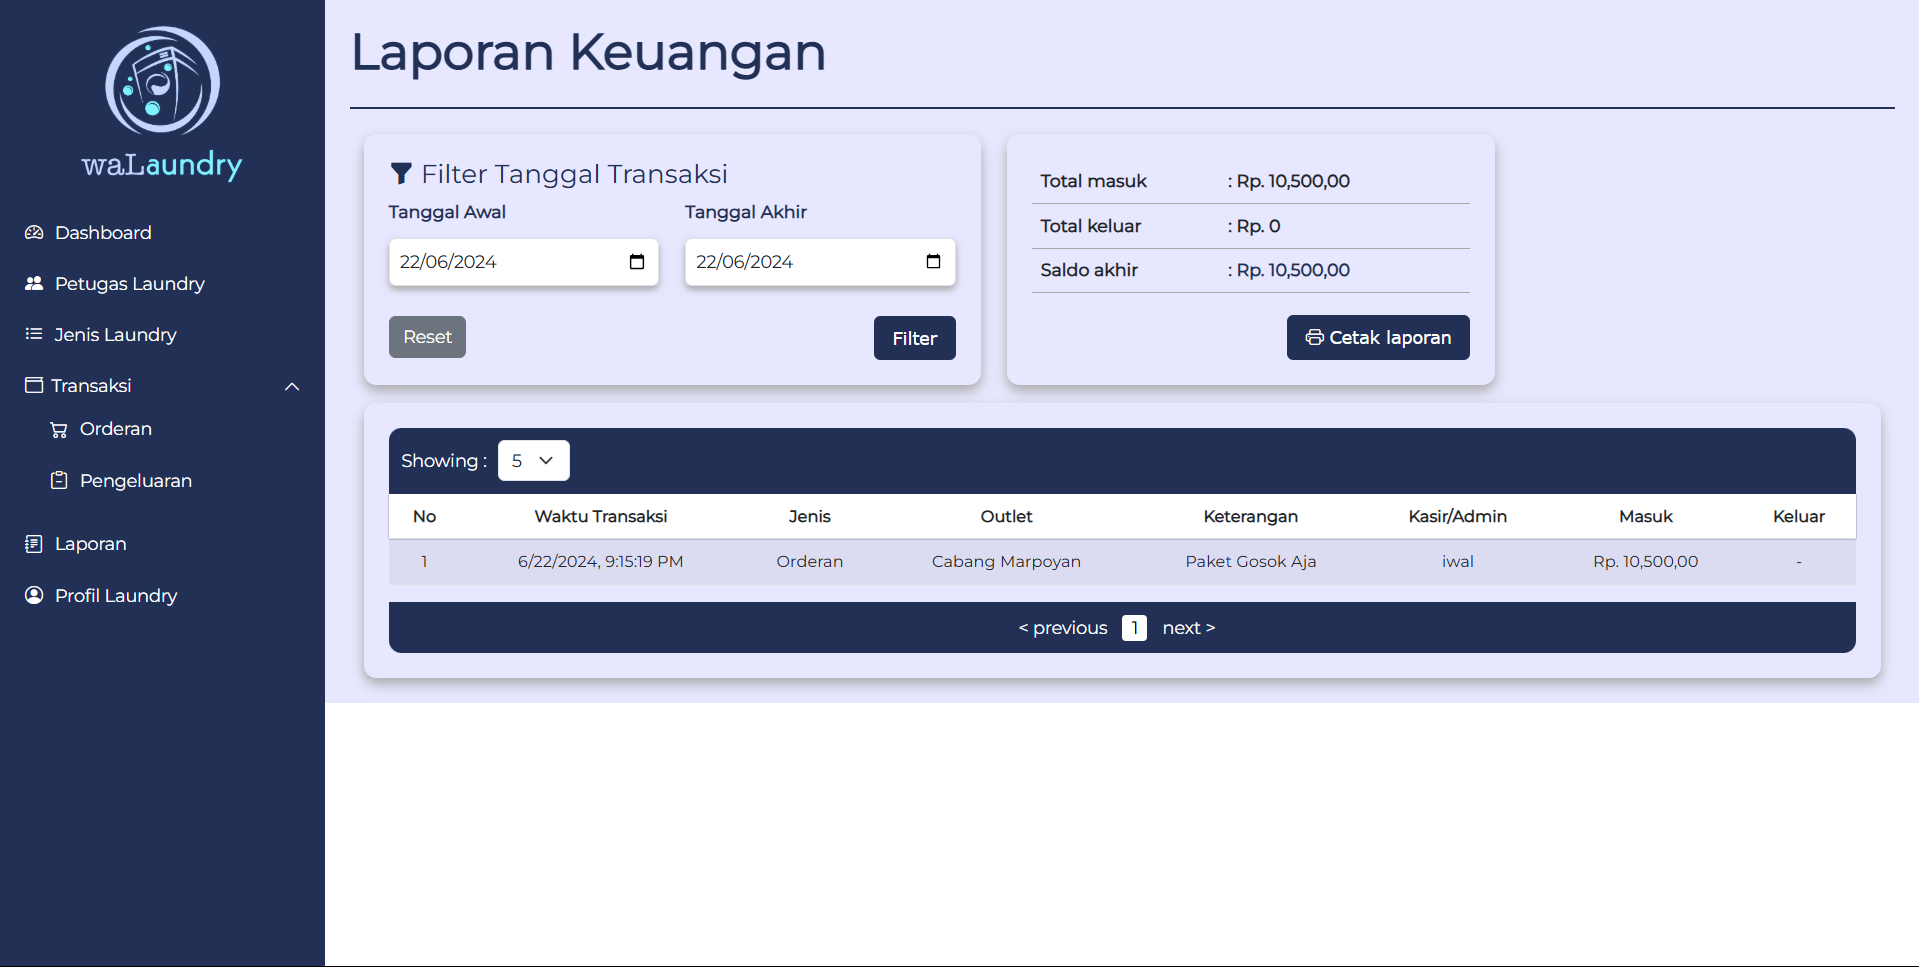 waLaundry
Dashboard
Petugas Laundry
Jenis Laundry
Transaksi
Orderan
Pengeluaran
Laporan
Profil Laundry
Laporan Keuangan
Filter Tanggal Transaksi
Tanggal Awal Tanggal Akhir
22/06/2024 22/06/2024
Reset Filter
Total masuk : Rp. 10,500,00
Total keluar : Rp. 0
Saldo akhir : Rp. 10,500,00
Cetak laporan
Showing : 5
No Waktu Transaksi Jenis Outlet Keterangan Kasir/Admin Masuk Keluar
1 6/22/2024, 9:15:19 PM Orderan Cabang Marpoyan Paket Gosok Aja iwal Rp. 10,500,00 -
< previous 1 next >